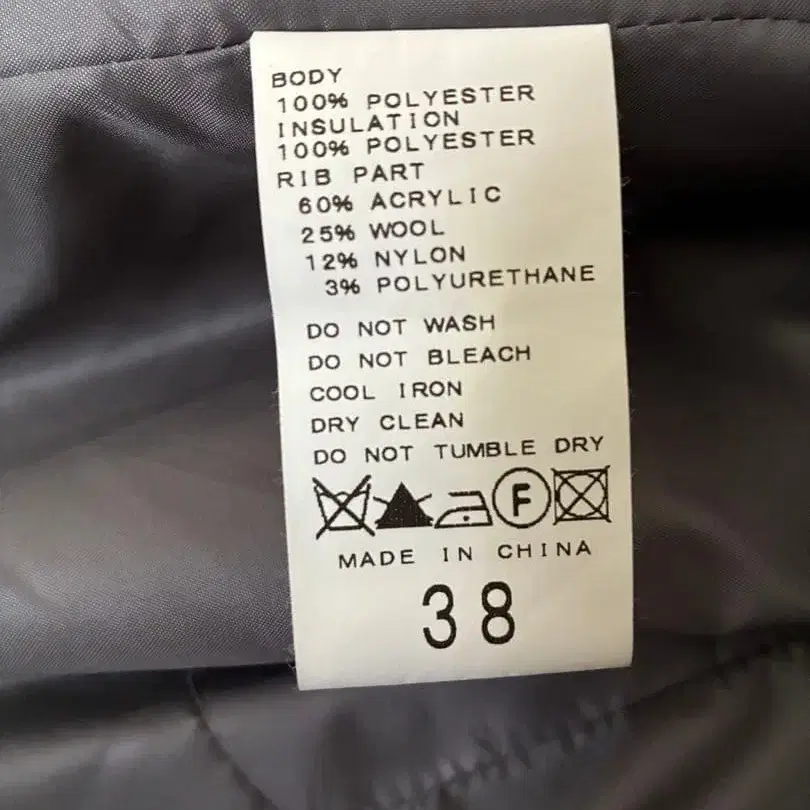 BODY
100% POLYESTER
INSULATION
100% POLYESTER
RIB PART
60% ACRYLIC
25% WOOL
12% NYLON
3% POLYURETHANE
DO NOT WASH
DO NOT BLEACH
COOL IRON
DRY CLEAN
DO NOT TUMBLE DRY
F
MADE IN CHINA
38